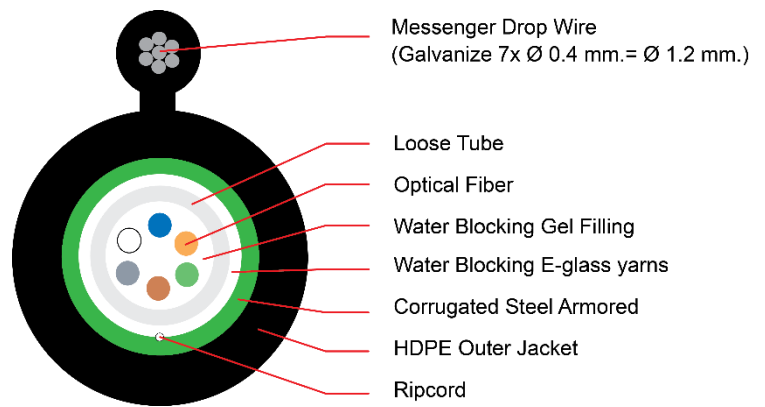 Messenger Drop Wire
(Galvanize 7x Ø 0.4 mm.= Ø 1.2 mm.)
Loose Tube
Optical Fiber
Water Blocking Gel Filling
Water Blocking E-glass yarns
Corrugated Steel Armored
HDPE Outer Jacket
Ripcord